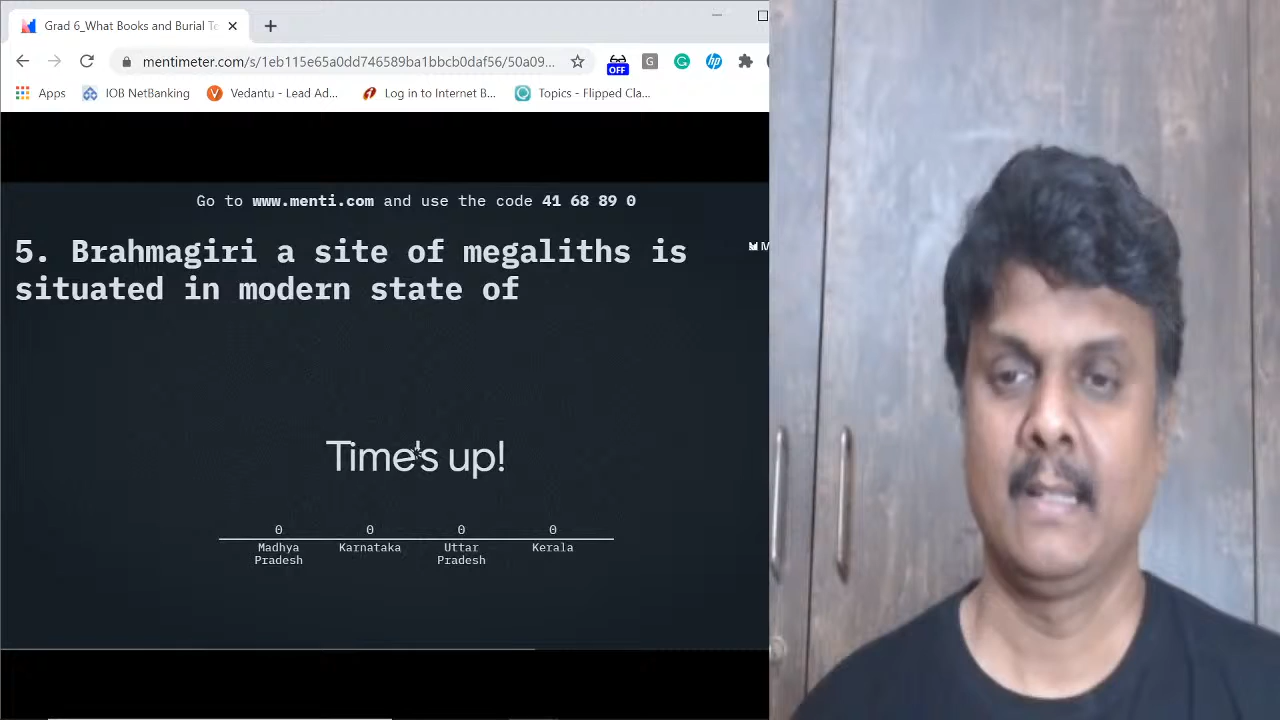 Grad 6_What Books and Burial Te
mentimeter.com/s/1eb115e65a0dd746589ba1bbcb0daf56/50a09...
OFF
G
hp
Apps
IOB NetBanking
Vedantu - Lead Ad...
Log in to Internet B...
Topics - Flipped Cla...
Go to www.menti.com and use the code 41 68 89 0
5. Brahmagiri a site of megaliths is
situated in modern state of
M
Time's up!
0 0 0 0
Madhya Pradesh
Karnataka
Uttar Pradesh
Kerala